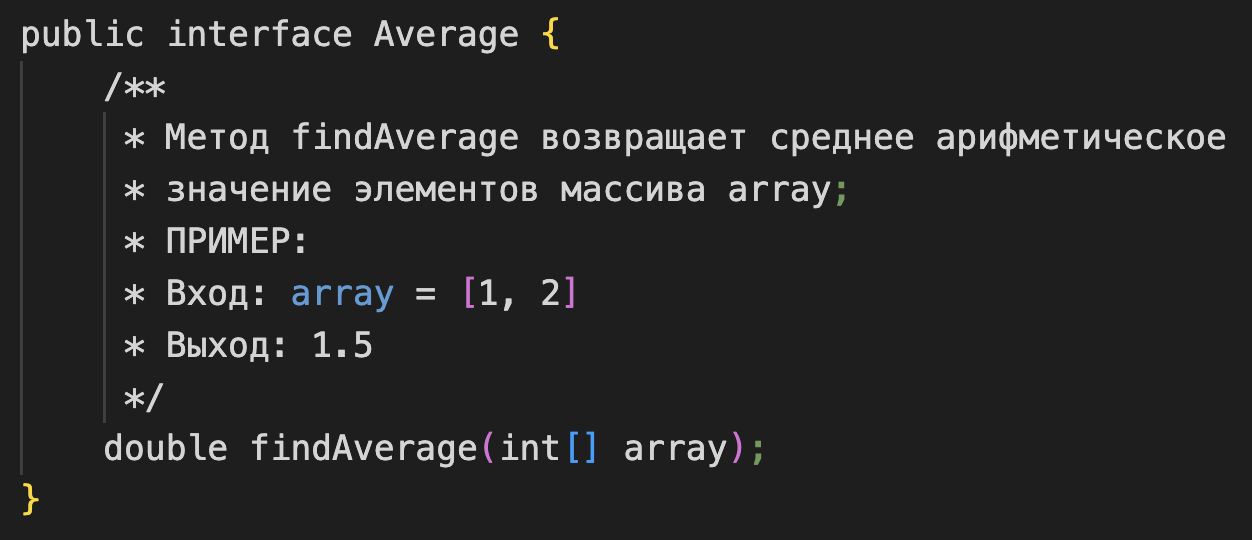 public interface Average {
/**
* Метод findAverage возвращает среднее арифметическое
* значение элементов массива array;
* ПРИМЕР:
* Вход: array = [1, 2]
* Выход: 1.5
*/
double findAverage(int[] array);
}